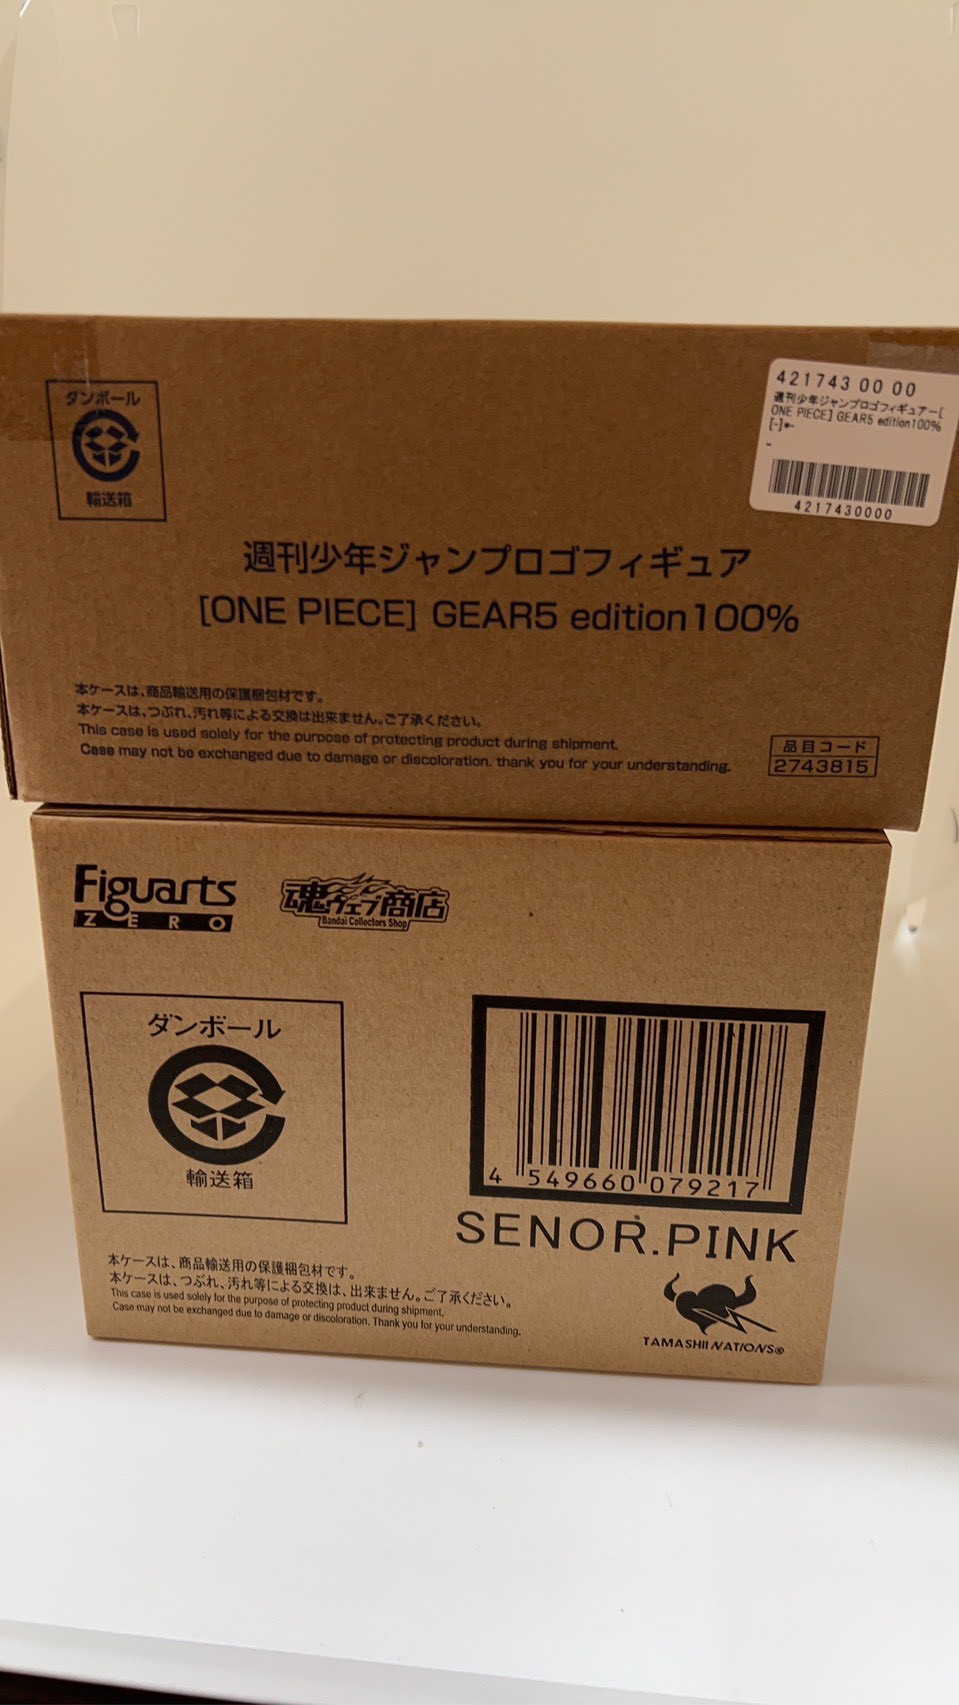 ダンボール
輸送箱
421743 00 00
週刊少年ジャンプロゴフィギュアー[
ONE PIECE] GEAR5 edition100%
[-]*-
-
4217430000
週刊少年ジャンプロゴフィギュア
[ONE PIECE] GEAR5 edition100%
本ケースは、商品輸送用の保護梱包材です。
本ケースは、つぶれ、汚れ等による交換は出来ません。ご了承ください。
This case is used solely for the purpose of protecting product during shipment.
Case may not be exchanged due to damage or discoloration. thank you for your understanding.
品目コード
2743815
Figuarts
ZERO
魂ウェブ商店
Bandai Collectors Shop
ダンボール
輸送箱
4 549660 079217
SENOR.PINK
本ケースは、商品輸送用の保護梱包材です。
本ケースは、つぶれ、汚れ等による交換は、出来ません。ご了承ください。
This case is used solely for the purpose of protecting product during shipment.
Case may not be exchanged due to damage or discoloration. Thank you for your understanding.
TAMASHII NATIONS®